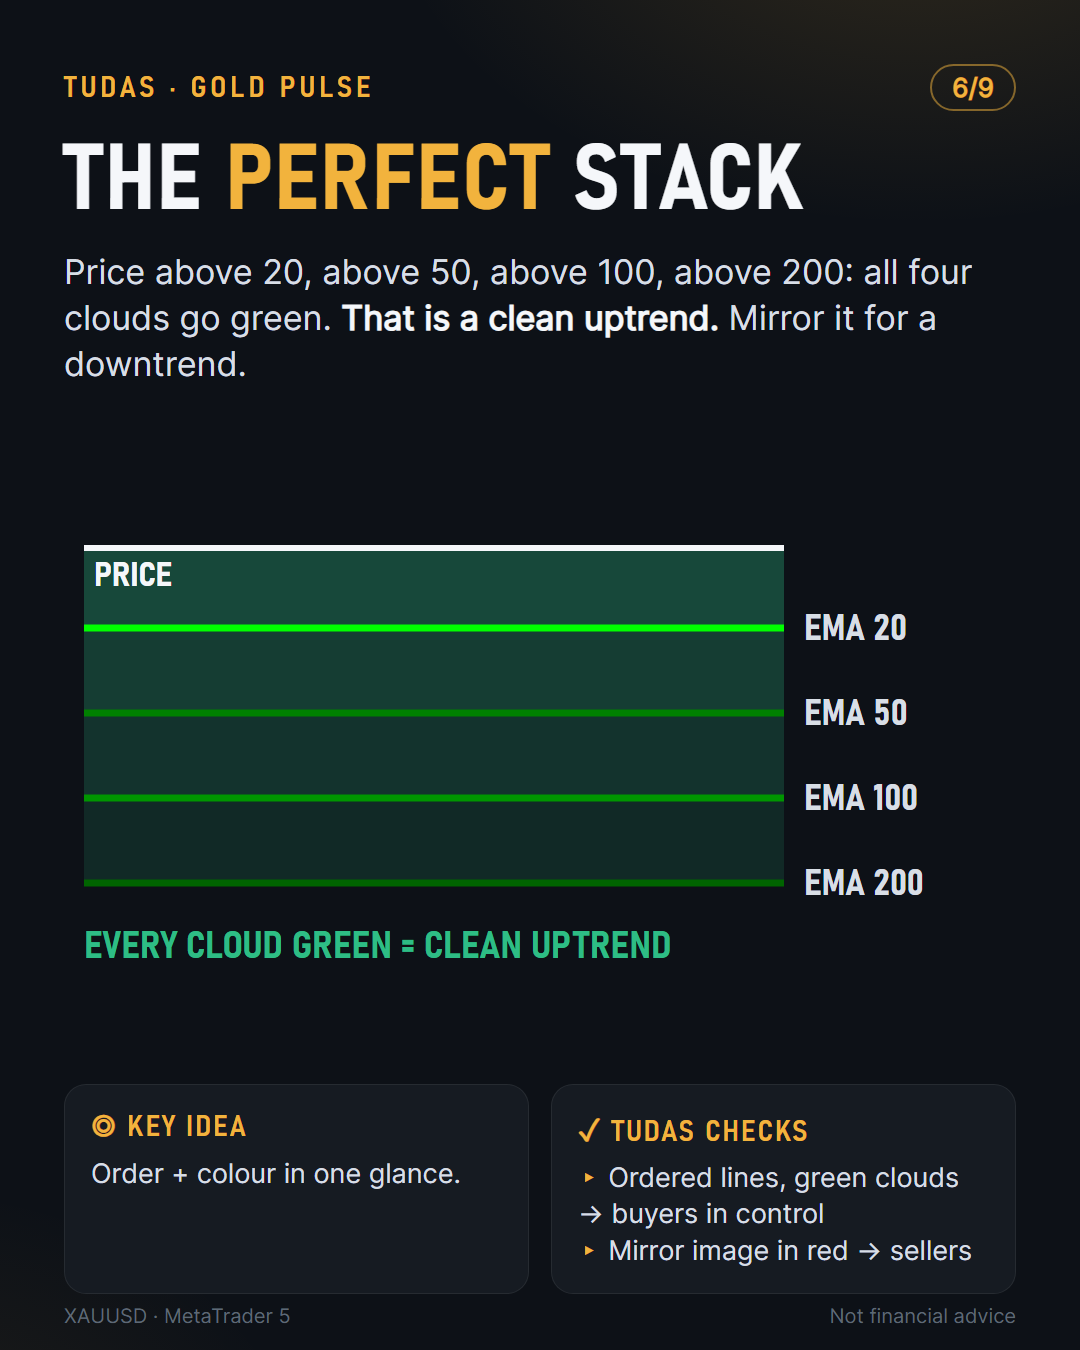 TUDAS · GOLD PULSE
6/9
THE PERFECT STACK
Price above 20, above 50, above 100, above 200: all four
clouds go green. That is a clean uptrend. Mirror it for a
downtrend.
PRICE
EMA 20
EMA 50
EMA 100
EMA 200
EVERY CLOUD GREEN = CLEAN UPTREND
◎ KEY IDEA
Order + colour in one glance.
✓ TUDAS CHECKS
‣ Ordered lines, green clouds
→ buyers in control
‣ Mirror image in red → sellers
XAUUSD · MetaTrader 5
Not financial advice